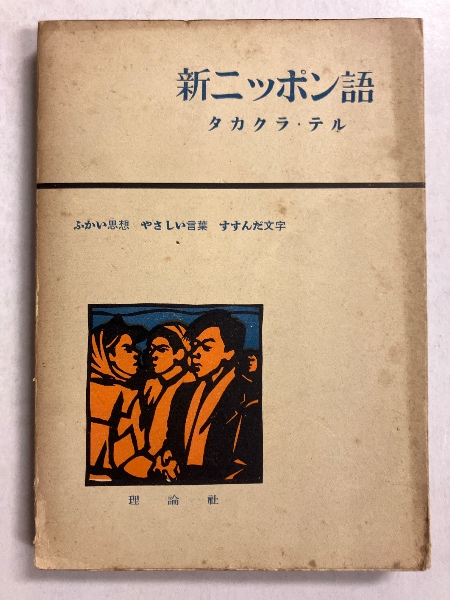 新ニッポン語
タカクラ・テル
ふかい思想 やさしい言葉 すすんだ文字
理論社